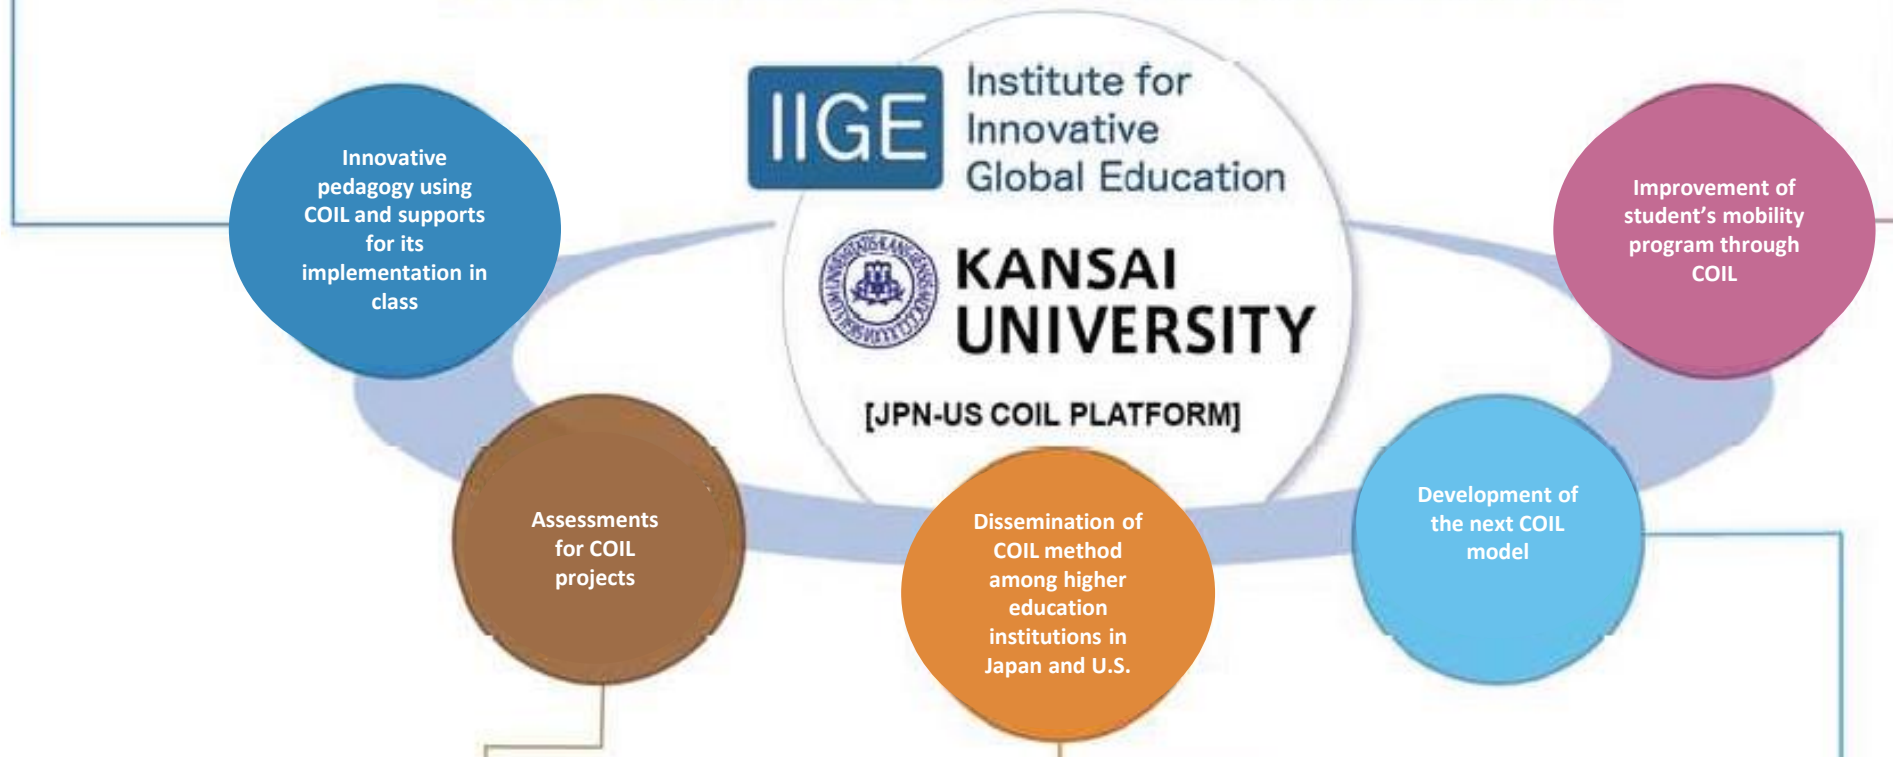 IIGE
Institute for
Innovative
Global Education
KANSAI
UNIVERSITY
[JPN-US COIL PLATFORM]
Innovative
pedagogy using
COIL and supports
for its
implementation in
class
Assessments
for COIL
projects
Dissemination of
COIL method
among higher
education
institutions in
Japan and U.S.
Development of
the next COIL
model
Improvement of
student’s mobility
program through
COIL